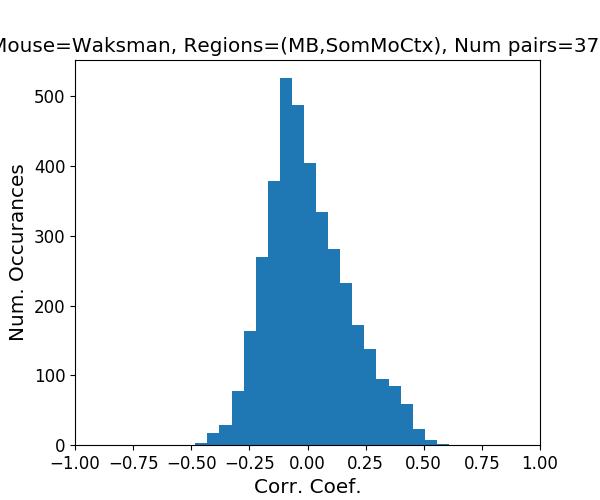 Mouse=Waksman, Regions=(MB,SomMoCtx), Num pairs=37
Num. Occurances
500
400
300
200
100
0
−1.00 −0.75 −0.50 −0.25 0.00 0.25 0.50 0.75 1.00
Corr. Coef.